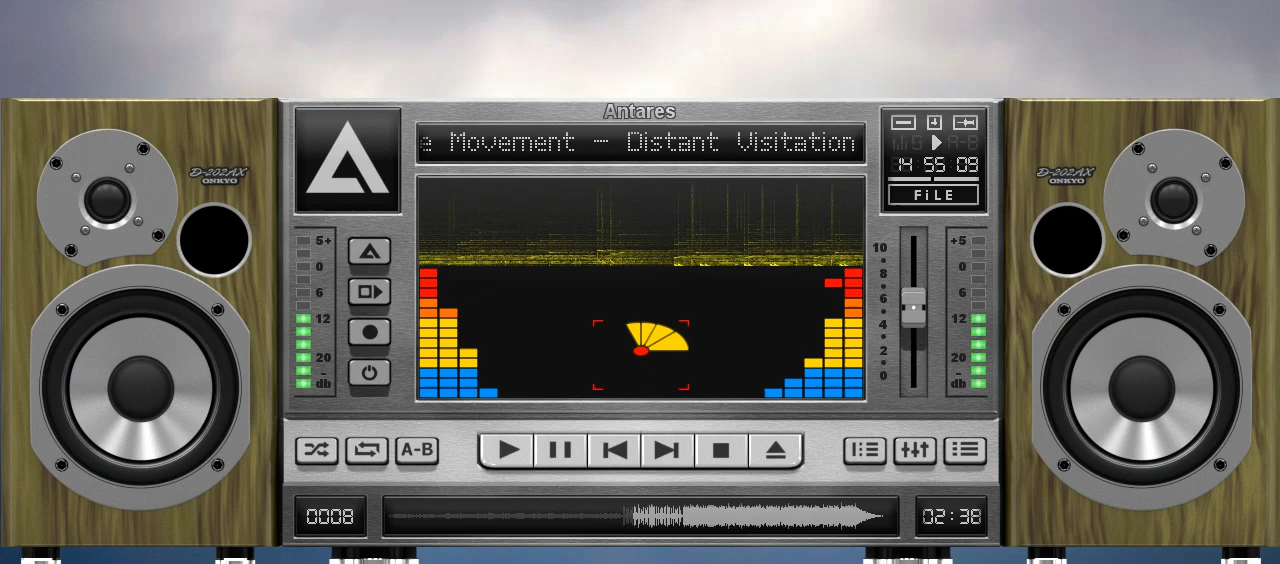 Antares
e Movement - Distant Visitation
A-B
14 55 09
FiLE
D-202AX
ONKYO
D-202AX
ONKYO
5+
0
6
12
20
-
db
10
8
6
4
2
0
+5
0
6
12
20
-
db
A-B
0008
02:38